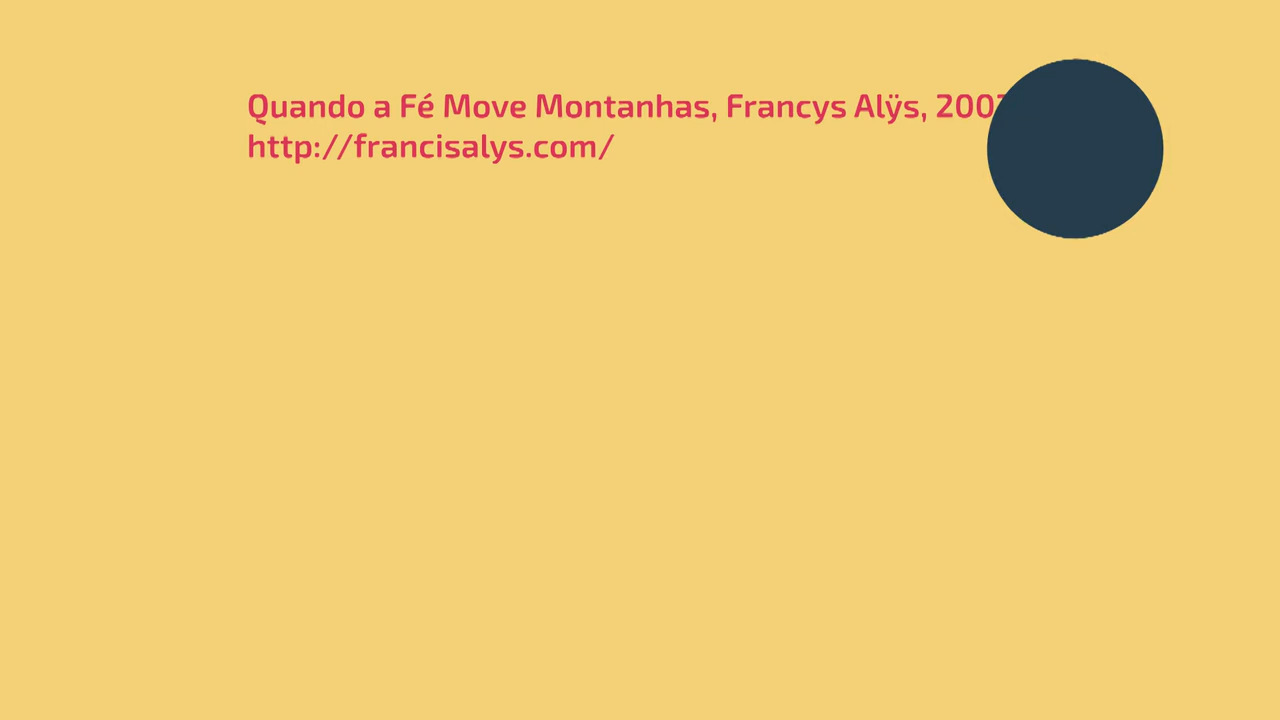 Quando a Fé Move Montanhas, Francys Alÿs,
http://francisalys.com/